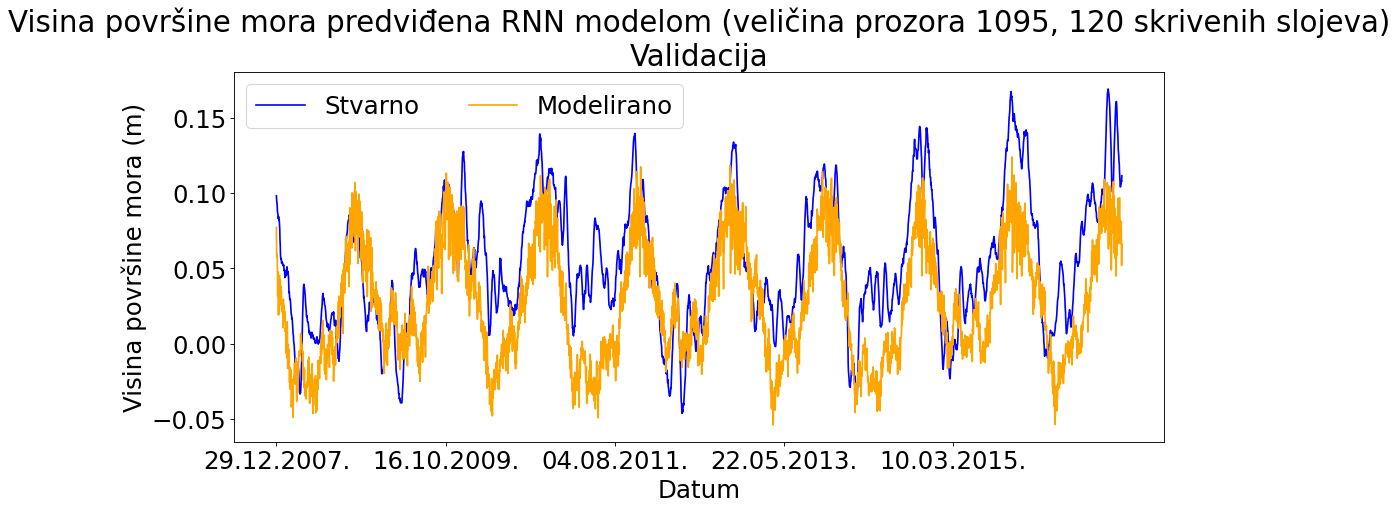 Visina površine mora predviđena RNN modelom (veličina prozora 1095, 120 skrivenih slojeva)
Validacija
Stvarno
Modelirano
Visina površine mora (m)
0.15
0.10
0.05
0.00
−0.05
29.12.2007. 16.10.2009. 04.08.2011. 22.05.2013. 10.03.2015.
Datum